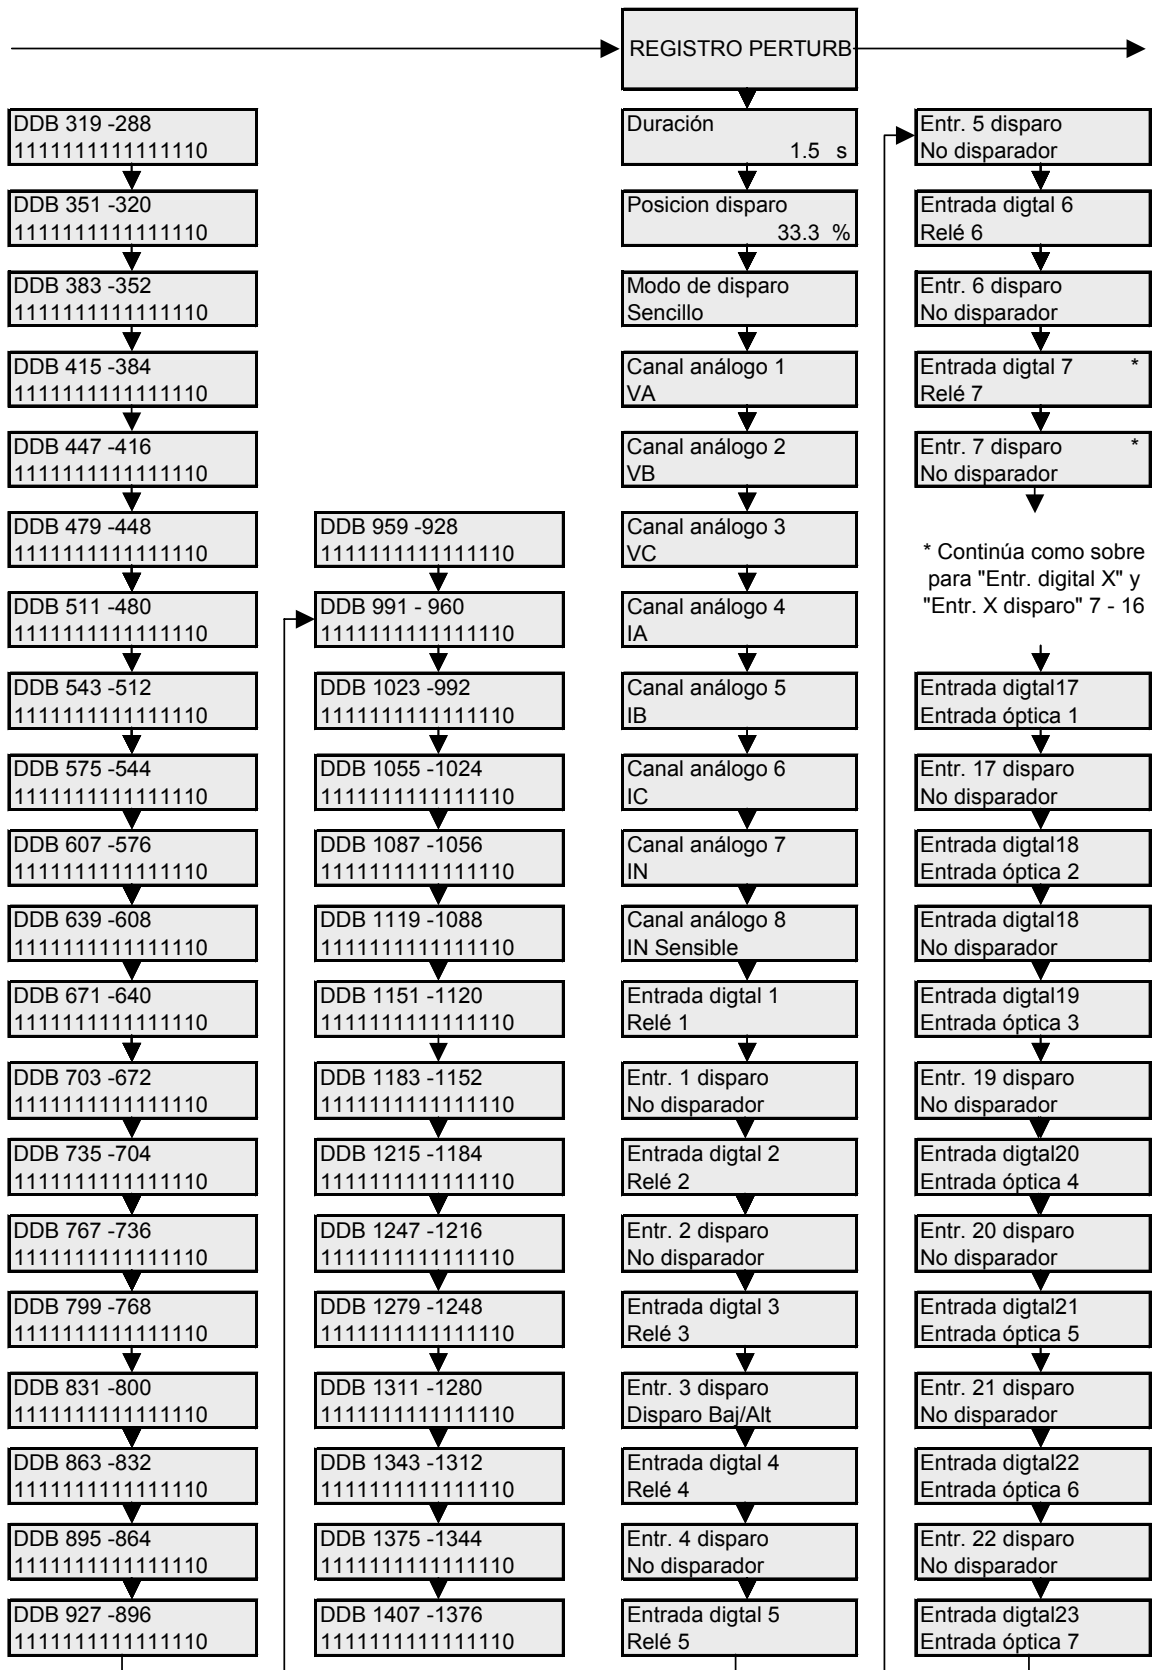 REGISTRO PERTURB
DDB 319 -288
1111111111111110
DDB 351 -320
1111111111111110
DDB 383 -352
1111111111111110
DDB 415 -384
1111111111111110
DDB 447 -416
1111111111111110
DDB 479 -448
1111111111111110
DDB 511 -480
1111111111111110
DDB 543 -512
1111111111111110
DDB 575 -544
1111111111111110
DDB 607 -576
1111111111111110
DDB 639 -608
1111111111111110
DDB 671 -640
1111111111111110
DDB 703 -672
1111111111111110
DDB 735 -704
1111111111111110
DDB 767 -736
1111111111111110
DDB 799 -768
1111111111111110
DDB 831 -800
1111111111111110
DDB 863 -832
1111111111111110
DDB 895 -864
1111111111111110
DDB 927 -896
1111111111111110
DDB 959 -928
1111111111111110
DDB 991 - 960
1111111111111110
DDB 1023 -992
1111111111111110
DDB 1055 -1024
1111111111111110
DDB 1087 -1056
1111111111111110
DDB 1119 -1088
1111111111111110
DDB 1151 -1120
1111111111111110
DDB 1183 -1152
1111111111111110
DDB 1215 -1184
1111111111111110
DDB 1247 -1216
1111111111111110
DDB 1279 -1248
1111111111111110
DDB 1311 -1280
1111111111111110
DDB 1343 -1312
1111111111111110
DDB 1375 -1344
1111111111111110
DDB 1407 -1376
1111111111111110
Duración
1.5 s
Posicion disparo
33.3 %
Modo de disparo
Sencillo
Canal análogo 1
VA
Canal análogo 2
VB
Canal análogo 3
VC
Canal análogo 4
IA
Canal análogo 5
IB
Canal análogo 6
IC
Canal análogo 7
IN
Canal análogo 8
IN Sensible
Entrada digtal 1
Relé 1
Entr. 1 disparo
No disparador
Entrada digtal 2
Relé 2
Entr. 2 disparo
No disparador
Entrada digtal 3
Relé 3
Entr. 3 disparo
Disparo Baj/Alt
Entrada digtal 4
Relé 4
Entr. 4 disparo
No disparador
Entrada digtal 5
Relé 5
Entr. 5 disparo
No disparador
Entrada digtal 6
Relé 6
Entr. 6 disparo
No disparador
Entrada digtal 7 *
Relé 7
Entr. 7 disparo *
No disparador
* Continúa como sobre
para "Entr. digital X" y
"Entr. X disparo" 7 - 16
Entrada digtal17
Entrada óptica 1
Entr. 17 disparo
No disparador
Entrada digtal18
Entrada óptica 2
Entrada digtal18
No disparador
Entrada digtal19
Entrada óptica 3
Entr. 19 disparo
No disparador
Entrada digtal20
Entrada óptica 4
Entr. 20 disparo
No disparador
Entrada digtal21
Entrada óptica 5
Entr. 21 disparo
No disparador
Entrada digtal22
Entrada óptica 6
Entr. 22 disparo
No disparador
Entrada digtal23
Entrada óptica 7